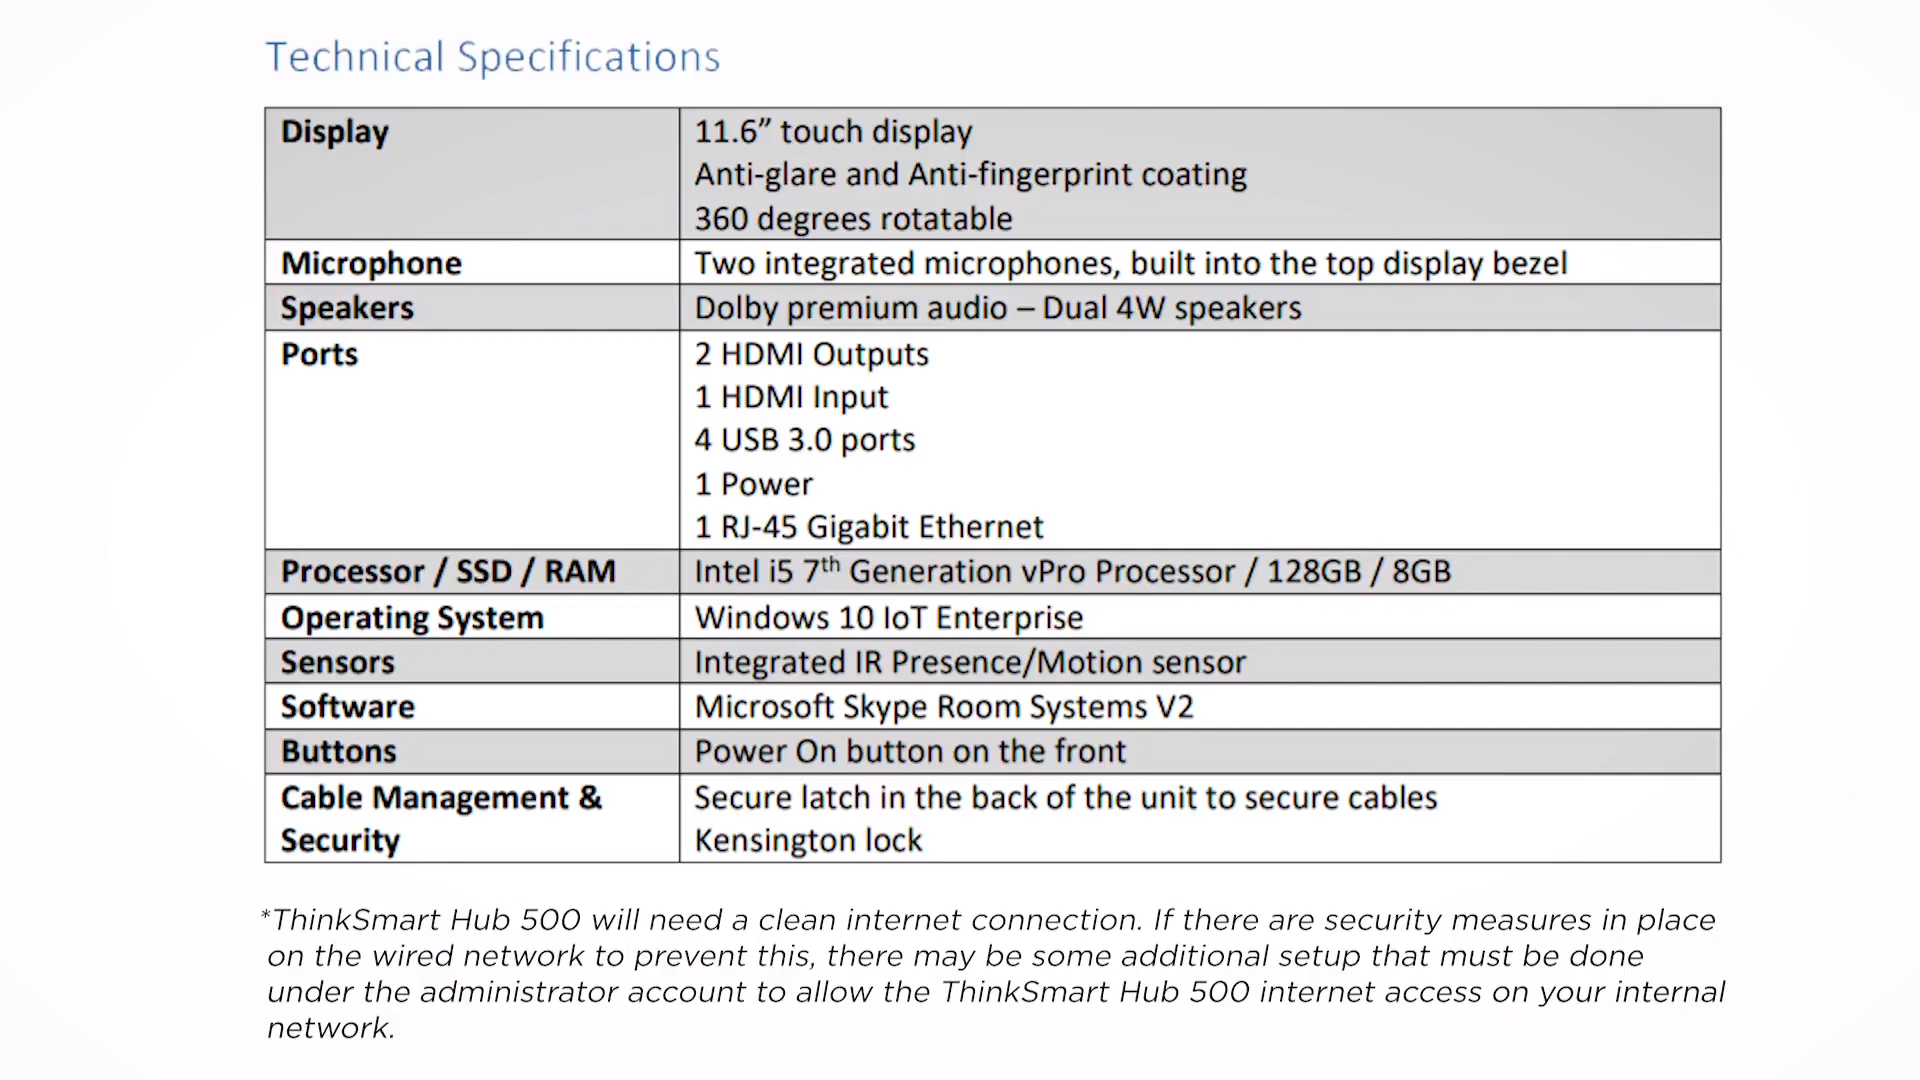 Technical Specifications
Display
11.6” touch display
Anti-glare and Anti-fingerprint coating
360 degrees rotatable
Microphone
Two integrated microphones, built into the top display bezel
Speakers
Dolby premium audio – Dual 4W speakers
Ports
2 HDMI Outputs
1 HDMI Input
4 USB 3.0 ports
1 Power
1 RJ-45 Gigabit Ethernet
Processor / SSD / RAM
Intel i5 7th Generation vPro Processor / 128GB / 8GB
Operating System
Windows 10 IoT Enterprise
Sensors
Integrated IR Presence/Motion sensor
Software
Microsoft Skype Room Systems V2
Buttons
Power On button on the front
Cable Management &
Security
Secure latch in the back of the unit to secure cables
Kensington lock
*ThinkSmart Hub 500 will need a clean internet connection. If there are security measures in place
on the wired network to prevent this, there may be some additional setup that must be done
under the administrator account to allow the ThinkSmart Hub 500 internet access on your internal
network.